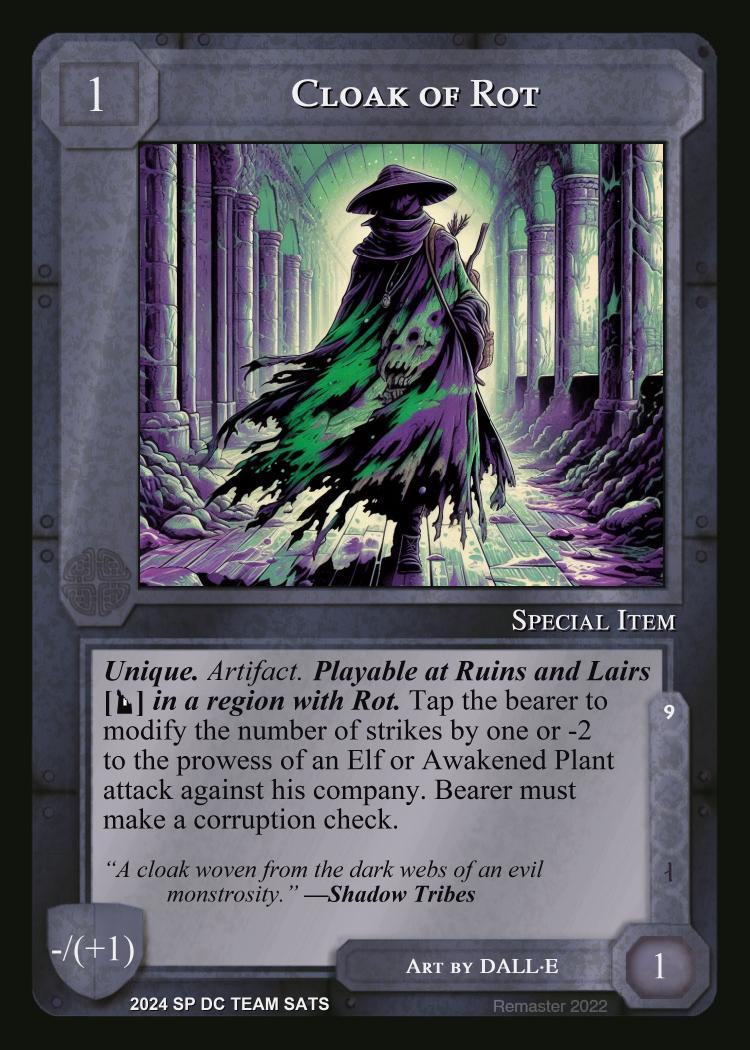 1
Cloak of Rot
Special Item
Unique. Artifact. Playable at Ruins and Lairs
[] in a region with Rot. Tap the bearer to
modify the number of strikes by one or -2
to the prowess of an Elf or Awakened Plant
attack against his company. Bearer must
make a corruption check.
9
“A cloak woven from the dark webs of an evil
monstrosity.” —Shadow Tribes
-/(+1)
Art by DALL·E
1
2024 SP DC TEAM SATS
Remaster 2022